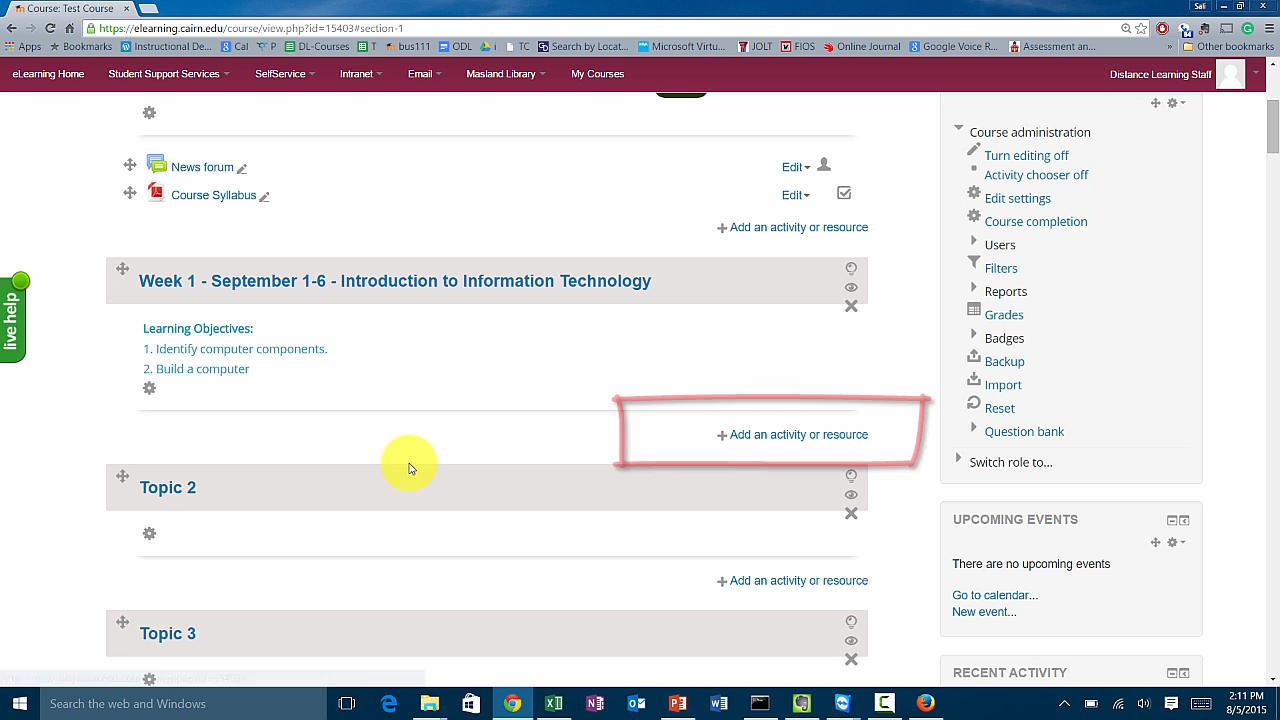 Course: Test Course
Sali
https://elearning.cairn.edu/course/view.php?id=15403#section-1
Apps
Bookmarks
Instructional De...
Cal
P
DL-Courses
T
bus111
ODL
i
TC
Search by Locat...
Microsoft Virtu...
JOLT
FIOS
Online Journal
Google Voice R...
Assessment an...
»
Other bookmarks
eLearning Home
Student Support Services
SelfService
Intranet
Email
Masland Library
My Courses
Distance Learning Staff
News forum
Edit
Course Syllabus
Edit
Add an activity or resource
Week 1 - September 1-6 - Introduction to Information Technology
Learning Objectives:
1. Identify computer components.
2. Build a computer
Add an activity or resource
Topic 2
Add an activity or resource
Topic 3
live help
Course administration
Turn editing off
Activity chooser off
Edit settings
Course completion
Users
Filters
Reports
Grades
Badges
Backup
Import
Reset
Question bank
Switch role to...
UPCOMING EVENTS
There are no upcoming events
Go to calendar...
New event...
RECENT ACTIVITY
Search the web and Windows
2:11 PM
8/5/2015